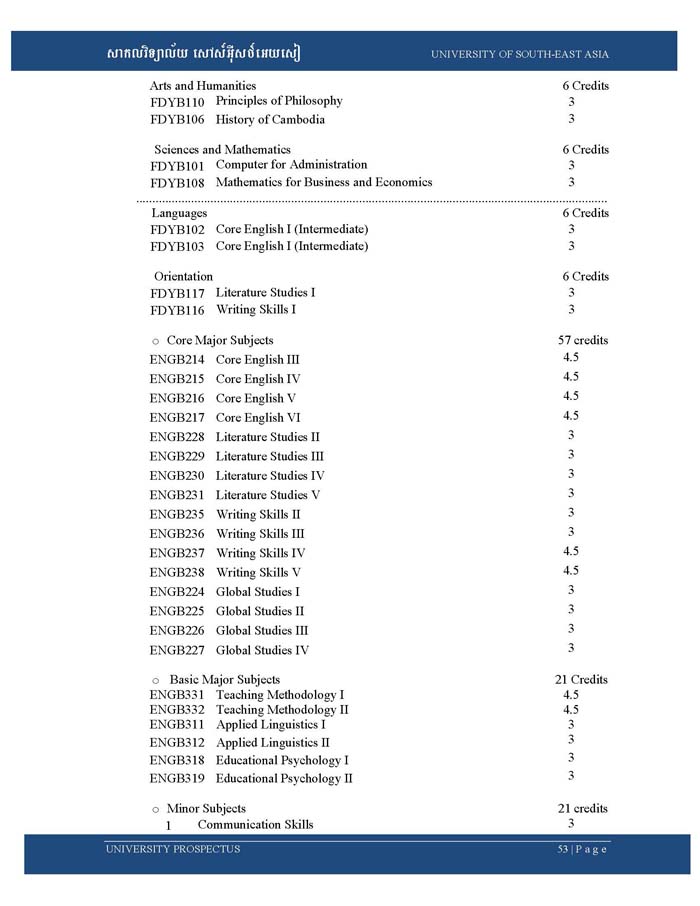 សាកលវិទ្យាល័យ សៅស៍អ៊ីសថ៍អេយសៀ UNIVERSITY OF SOUTH-EAST ASIA
Arts and Humanities 6 Credits
FDYB110 Principles of Philosophy 3
FDYB106 History of Cambodia 3
Sciences and Mathematics 6 Credits
FDYB101 Computer for Administration 3
FDYB108 Mathematics for Business and Economics 3
Languages 6 Credits
FDYB102 Core English I (Intermediate) 3
FDYB103 Core English I (Intermediate) 3
Orientation 6 Credits
FDYB117 Literature Studies I 3
FDYB116 Writing Skills I 3
o Core Major Subjects 57 credits
ENGB214 Core English III 4.5
ENGB215 Core English IV 4.5
ENGB216 Core English V 4.5
ENGB217 Core English VI 4.5
ENGB228 Literature Studies II 3
ENGB229 Literature Studies III 3
ENGB230 Literature Studies IV 3
ENGB231 Literature Studies V 3
ENGB235 Writing Skills II 3
ENGB236 Writing Skills III 3
ENGB237 Writing Skills IV 4.5
ENGB238 Writing Skills V 4.5
ENGB224 Global Studies I 3
ENGB225 Global Studies II 3
ENGB226 Global Studies III 3
ENGB227 Global Studies IV 3
o Basic Major Subjects 21 Credits
ENGB331 Teaching Methodology I 4.5
ENGB332 Teaching Methodology II 4.5
ENGB311 Applied Linguistics I 3
ENGB312 Applied Linguistics II 3
ENGB318 Educational Psychology I 3
ENGB319 Educational Psychology II 3
o Minor Subjects 21 credits
1 Communication Skills 3
UNIVERSITY PROSPECTUS 53 | P a g e